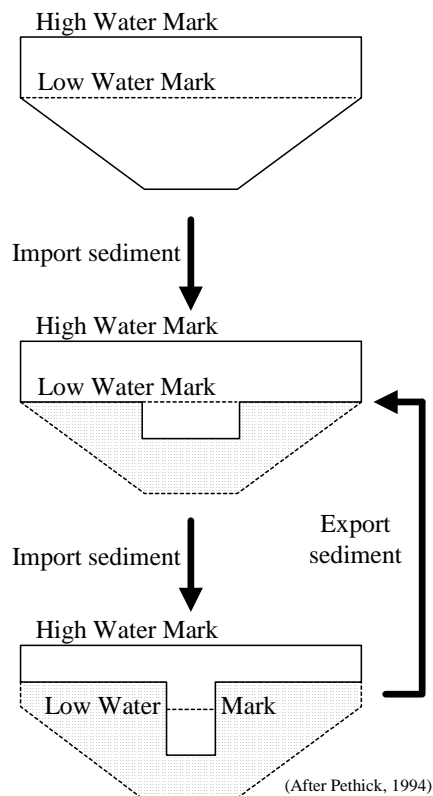 High Water Mark
Low Water Mark
Import sediment
High Water Mark
Low Water Mark
Import sediment
Export
sediment
High Water Mark
Low Water Mark
(After Pethick, 1994)